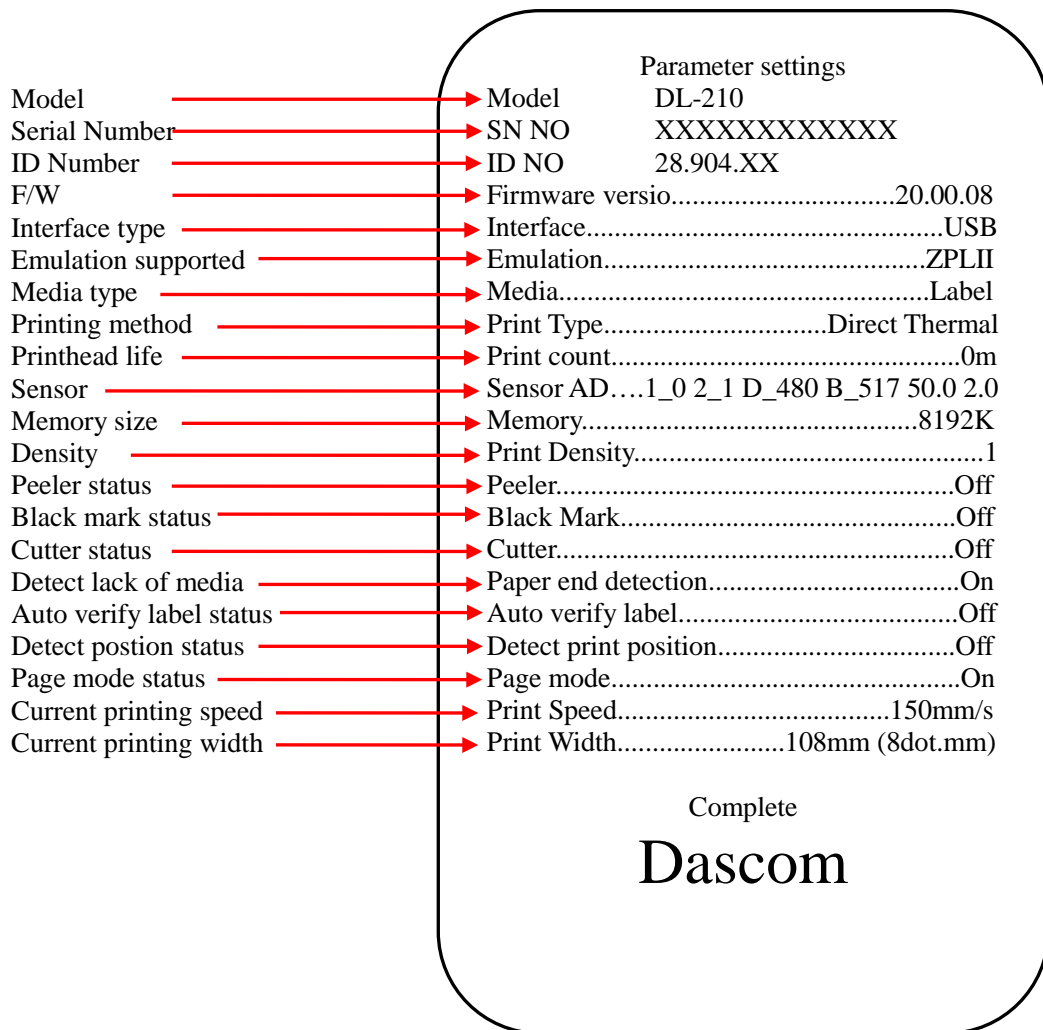 Parameter settings
Model Model DL-210
Serial Number SN NO XXXXXXXXXXXX
ID Number ID NO 28.904.XX
F/W Firmware versio................................20.00.08
Interface type Interface...................................................USB
Emulation supported Emulation..............................................ZPLII
Media type Media.....................................................Label
Printing method Print Type................................Direct Thermal
Printhead life Print count..................................................0m
Sensor Sensor AD….1_0 2_1 D_480 B_517 50.0 2.0
Memory size Memory................................................8192K
Density Print Density..................................................1
Peeler status Peeler.........................................................Off
Black mark status Black Mark................................................Off
Cutter status Cutter.........................................................Off
Detect lack of media Paper end detection....................................On
Auto verify label status Auto verify label........................................Off
Detect postion status Detect print position..................................Off
Page mode status Page mode..................................................On
Current printing speed Print Speed.......................................150mm/s
Current printing width Print Width........................108mm (8dot.mm)
Complete
Dascom